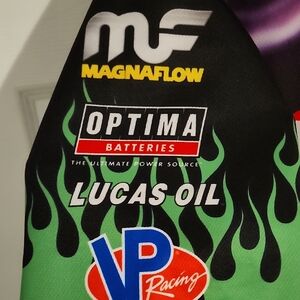 MF
MAGNAFLOW
OPTIMA
BATTERIES
THE ULTIMATE POWER SOURCE
LUCAS OIL
VP
Racing